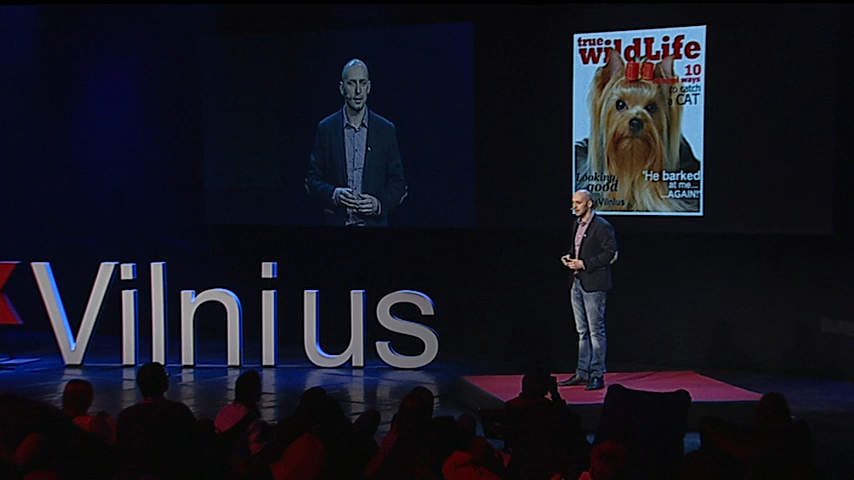 true
wildLife
10
ways
to catch
a CAT
Looking
good
Vilnius
"He barked
at me...
...AGAIN!"
x Vilnius